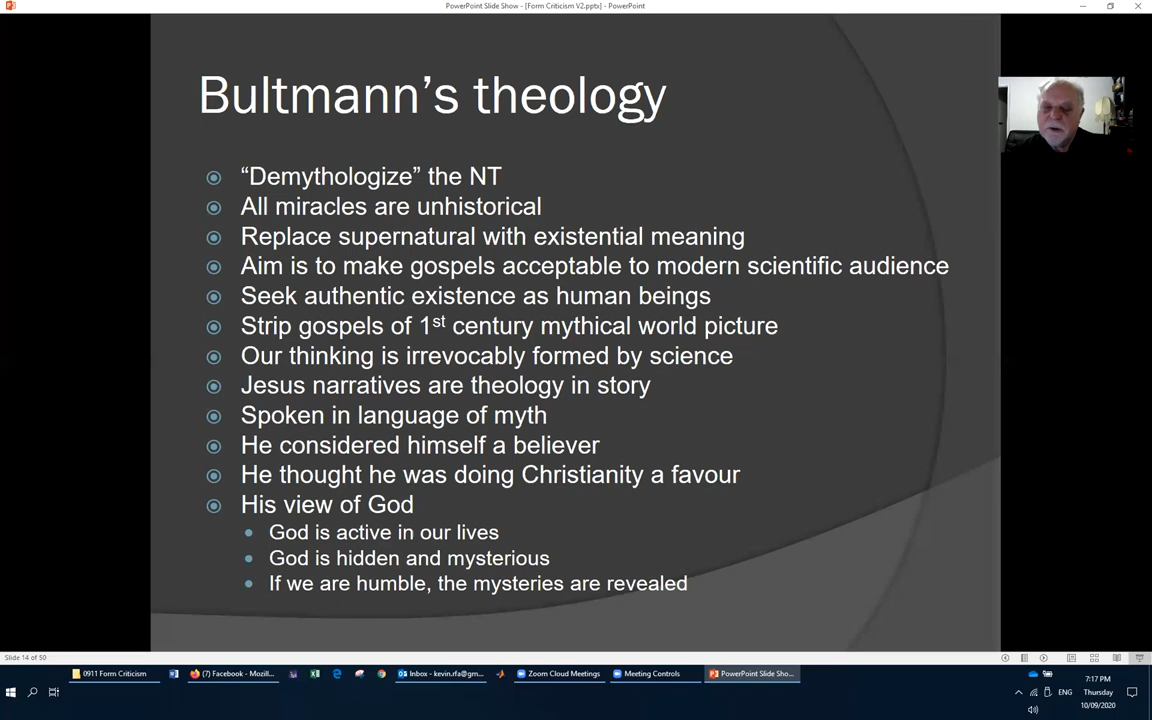 PowerPoint Slide Show - [Form Criticism V2.pptx] - PowerPoint
Bultmann’s theology
“Demythologize” the NT
All miracles are unhistorical
Replace supernatural with existential meaning
Aim is to make gospels acceptable to modern scientific audience
Seek authentic existence as human beings
Strip gospels of 1st century mythical world picture
Our thinking is irrevocably formed by science
Jesus narratives are theology in story
Spoken in language of myth
He considered himself a believer
He thought he was doing Christianity a favour
His view of God
God is active in our lives
God is hidden and mysterious
If we are humble, the mysteries are revealed
Slide 14 of 50
0911 Form Criticism
(7) Facebook - Mozill...
Inbox - kevin.rfa@gm...
Zoom Cloud Meetings
Meeting Controls
PowerPoint Slide Sho...
ENG
7:17 PM
Thursday
10/09/2020